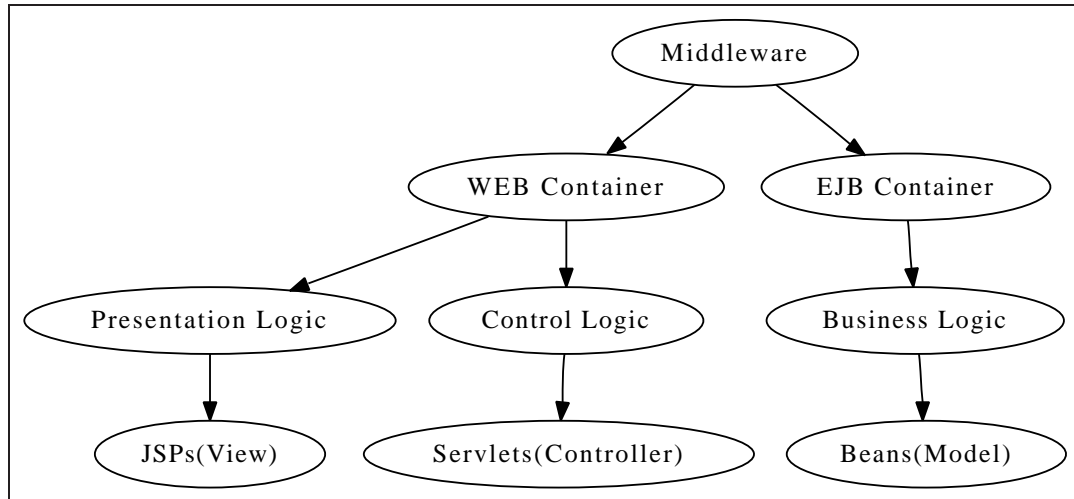 Middleware
WEB Container
EJB Container
Presentation Logic
Control Logic
Business Logic
JSPs(View)
Servlets(Controller)
Beans(Model)